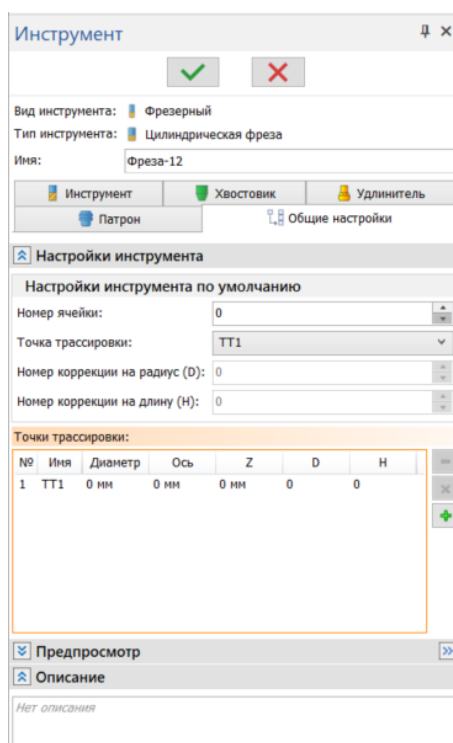 Инструмент
Вид инструмента: Фрезерный
Тип инструмента: Цилиндрическая фреза
Имя: Фреза-12
Инструмент Хвостовик Удлинитель
Патрон Общие настройки
Настройки инструмента
Настройки инструмента по умолчанию
Номер ячейки: 0
Точка трассировки: ТТ1
Номер коррекции на радиус (D): 0
Номер коррекции на длину (H): 0
Точки трассировки:
№ Имя Диаметр Ось Z D H
1 ТТ1 0 мм 0 мм 0 мм 0 0
Предпросмотр
Описание
Нет описания